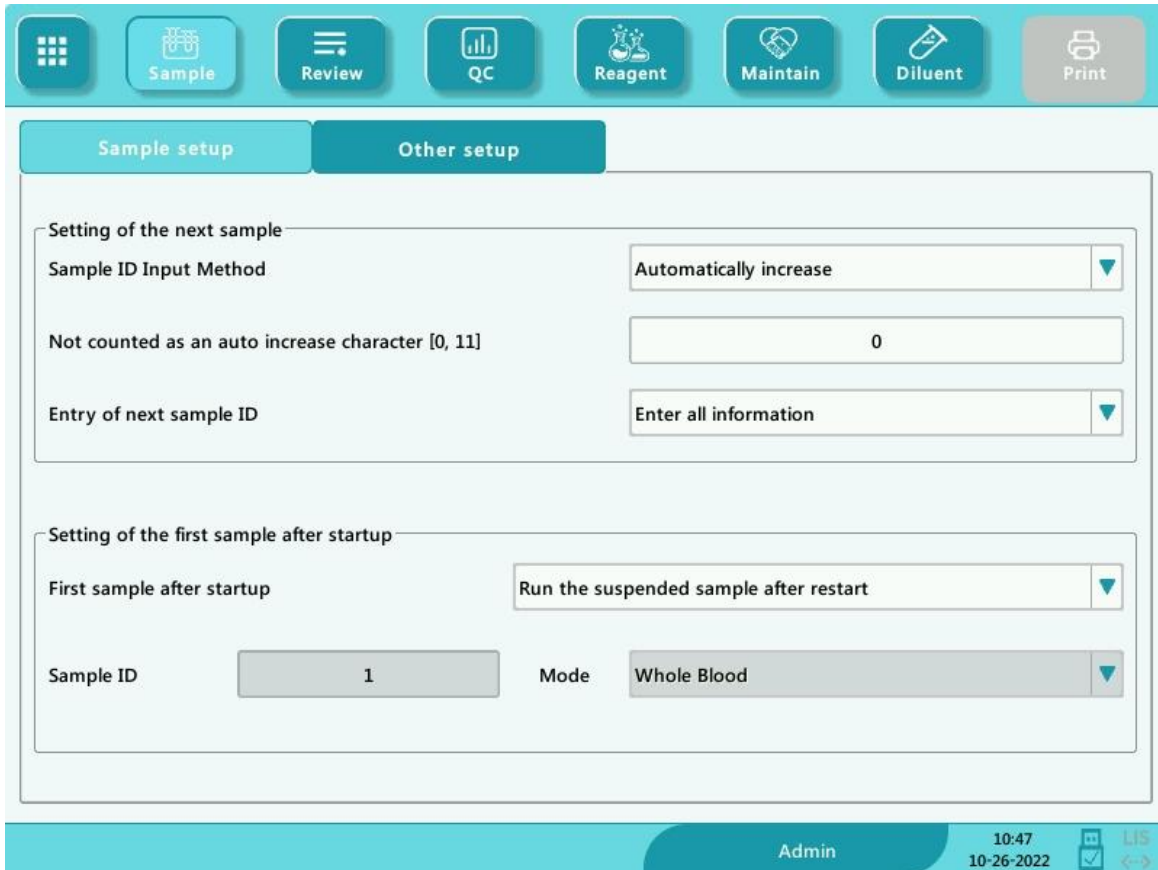 Sample
Review
QC
Reagent
Maintain
Diluent
Print
Sample setup
Other setup
Setting of the next sample
Sample ID Input Method
Automatically increase
Not counted as an auto increase character [0, 11]
0
Entry of next sample ID
Enter all information
Setting of the first sample after startup
First sample after startup
Run the suspended sample after restart
Sample ID
1
Mode
Whole Blood
Admin
10:47
10-26-2022
LIS